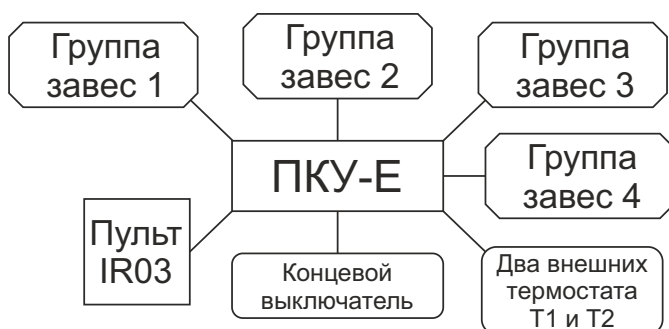 Группа
завес 1
Группа
завес 2
Группа
завес 3
ПКУ-Е
Группа
завес 4
Пульт
IR03
Концевой
выключатель
Два внешних
термостата
Т1 и Т2